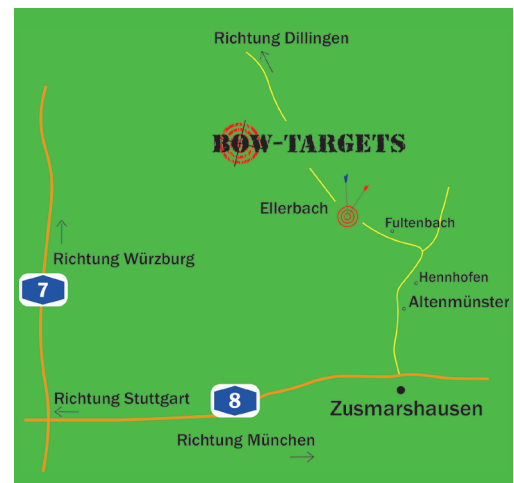 Richtung Dillingen
BOW-TARGETS
Ellerbach
Fultenbach
Richtung Würzburg
Hennhofen
7
Altenmünster
Richtung Stuttgart
8
Zusmarshausen
Richtung München